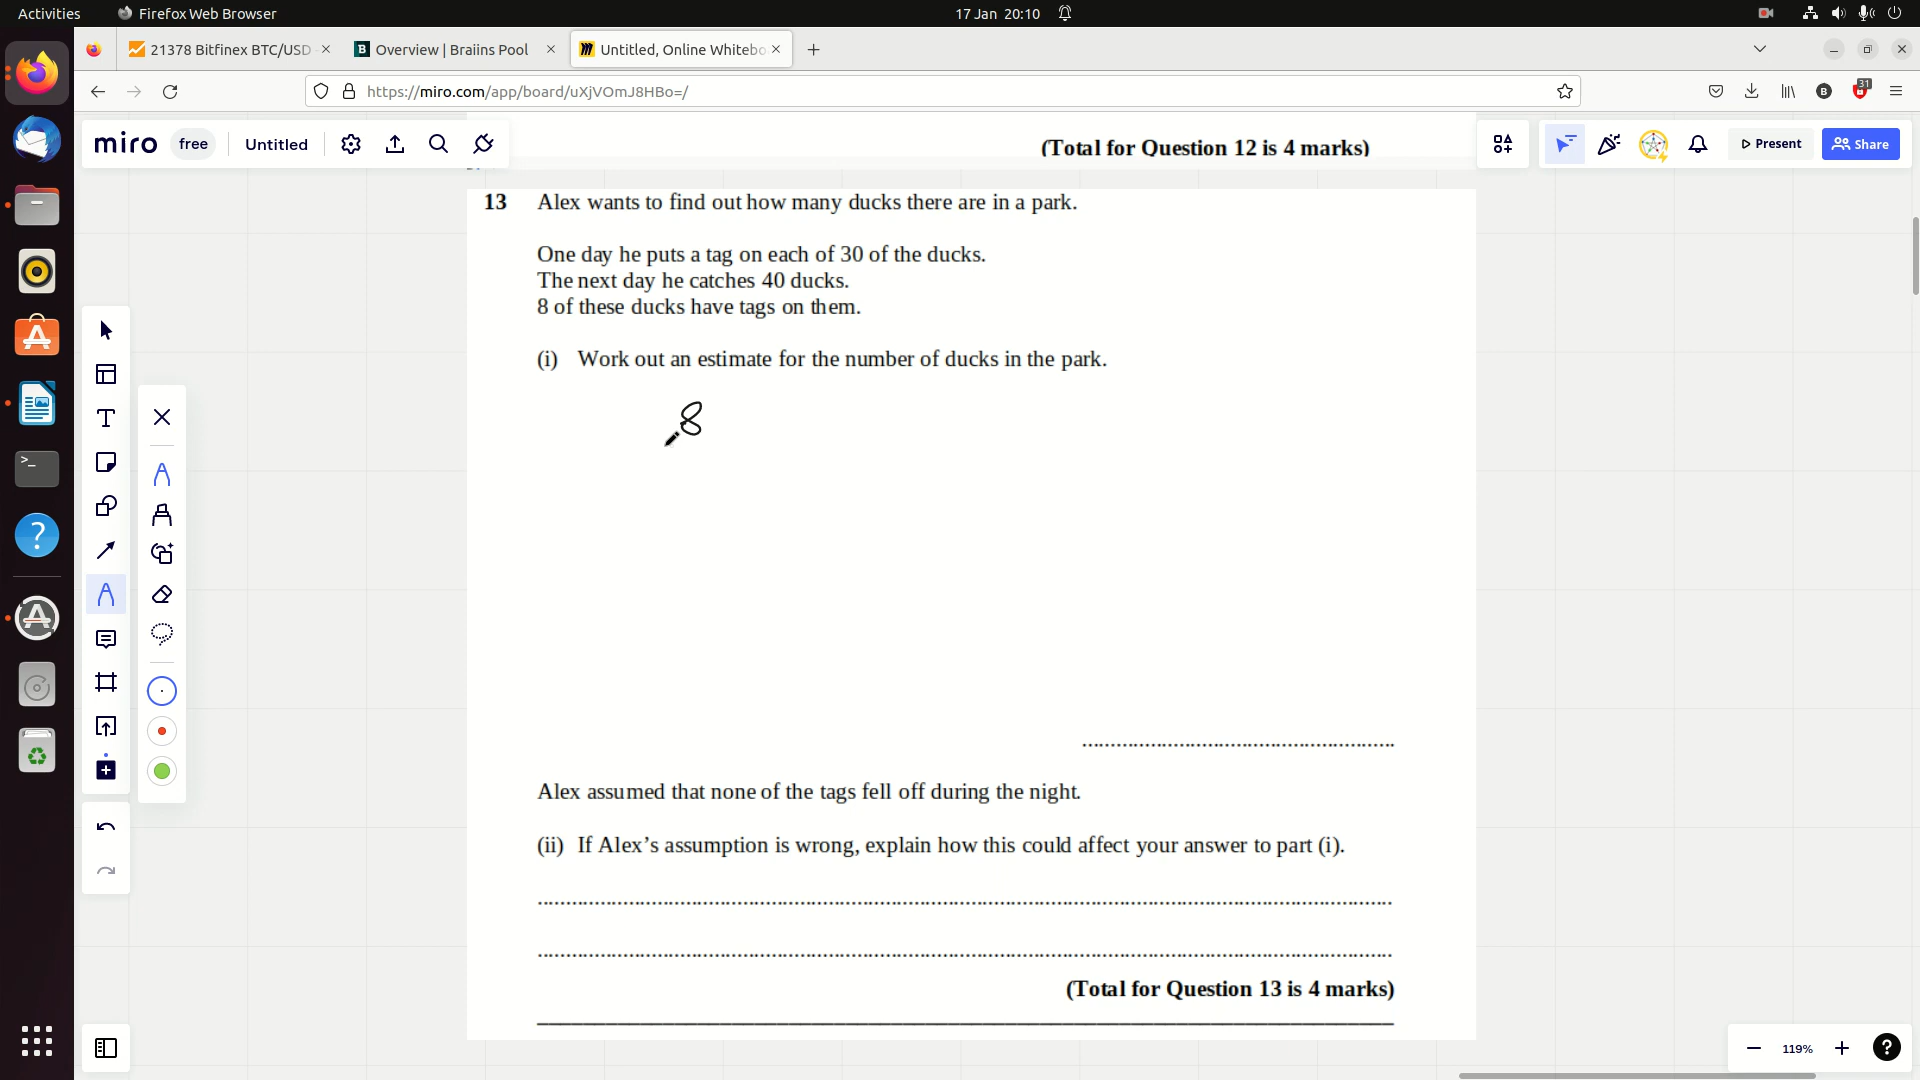 Activities Firefox Web Browser 17 Jan 20:10
21378 Bitfinex BTC/USD Overview | Braiins Pool Untitled, Online Whitebo
https://miro.com/app/board/uXjVOmJ8HBo=/ B 31
miro free Untitled Present Share
(Total for Question 12 is 4 marks)
13 Alex wants to find out how many ducks there are in a park.
One day he puts a tag on each of 30 of the ducks.
The next day he catches 40 ducks.
8 of these ducks have tags on them.
(i) Work out an estimate for the number of ducks in the park.
8
Alex assumed that none of the tags fell off during the night.
(ii) If Alex’s assumption is wrong, explain how this could affect your answer to part (i).
(Total for Question 13 is 4 marks)
119%